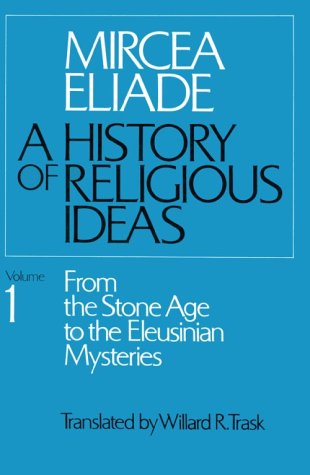 MIRCEA
ELIADE
A HISTORY
OF RELIGIOUS
IDEAS
Volume
1
From
the Stone Age
to the Eleusinian
Mysteries
Translated by Willard R. Trask